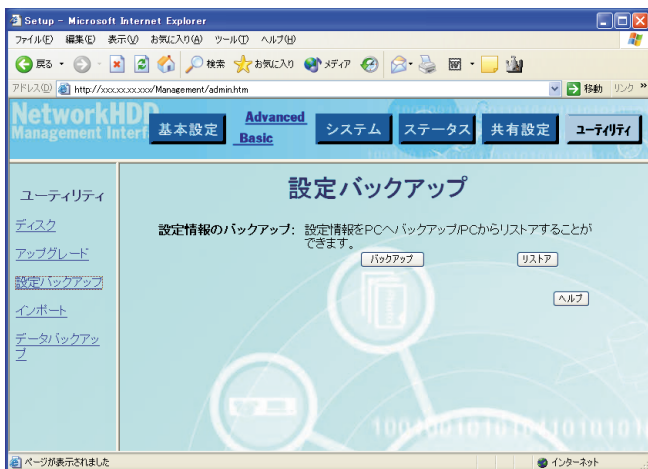 Setup - Microsoft Internet Explorer
ファイル(F) 編集(E) 表示(V) お気に入り(A) ツール(T) ヘルプ(H)
戻る 検索 お気に入り メディア
アドレス(D) http://xxx.xxx.xxx.xxx/Management/admin.htm 移動 リンク »
NetworkHDD
Management Interf
基本設定 Advanced Basic システム ステータス 共有設定 ユーティリティ
ユーティリティ
ディスク
アップグレード
設定バックアップ
インポート
データバックアッ
プ
設定バックアップ
設定情報のバックアップ: 設定情報をPCへバックアップ/PCからリストアすることが
できます。
バックアップ リストア
ヘルプ
ページが表示されました インターネット